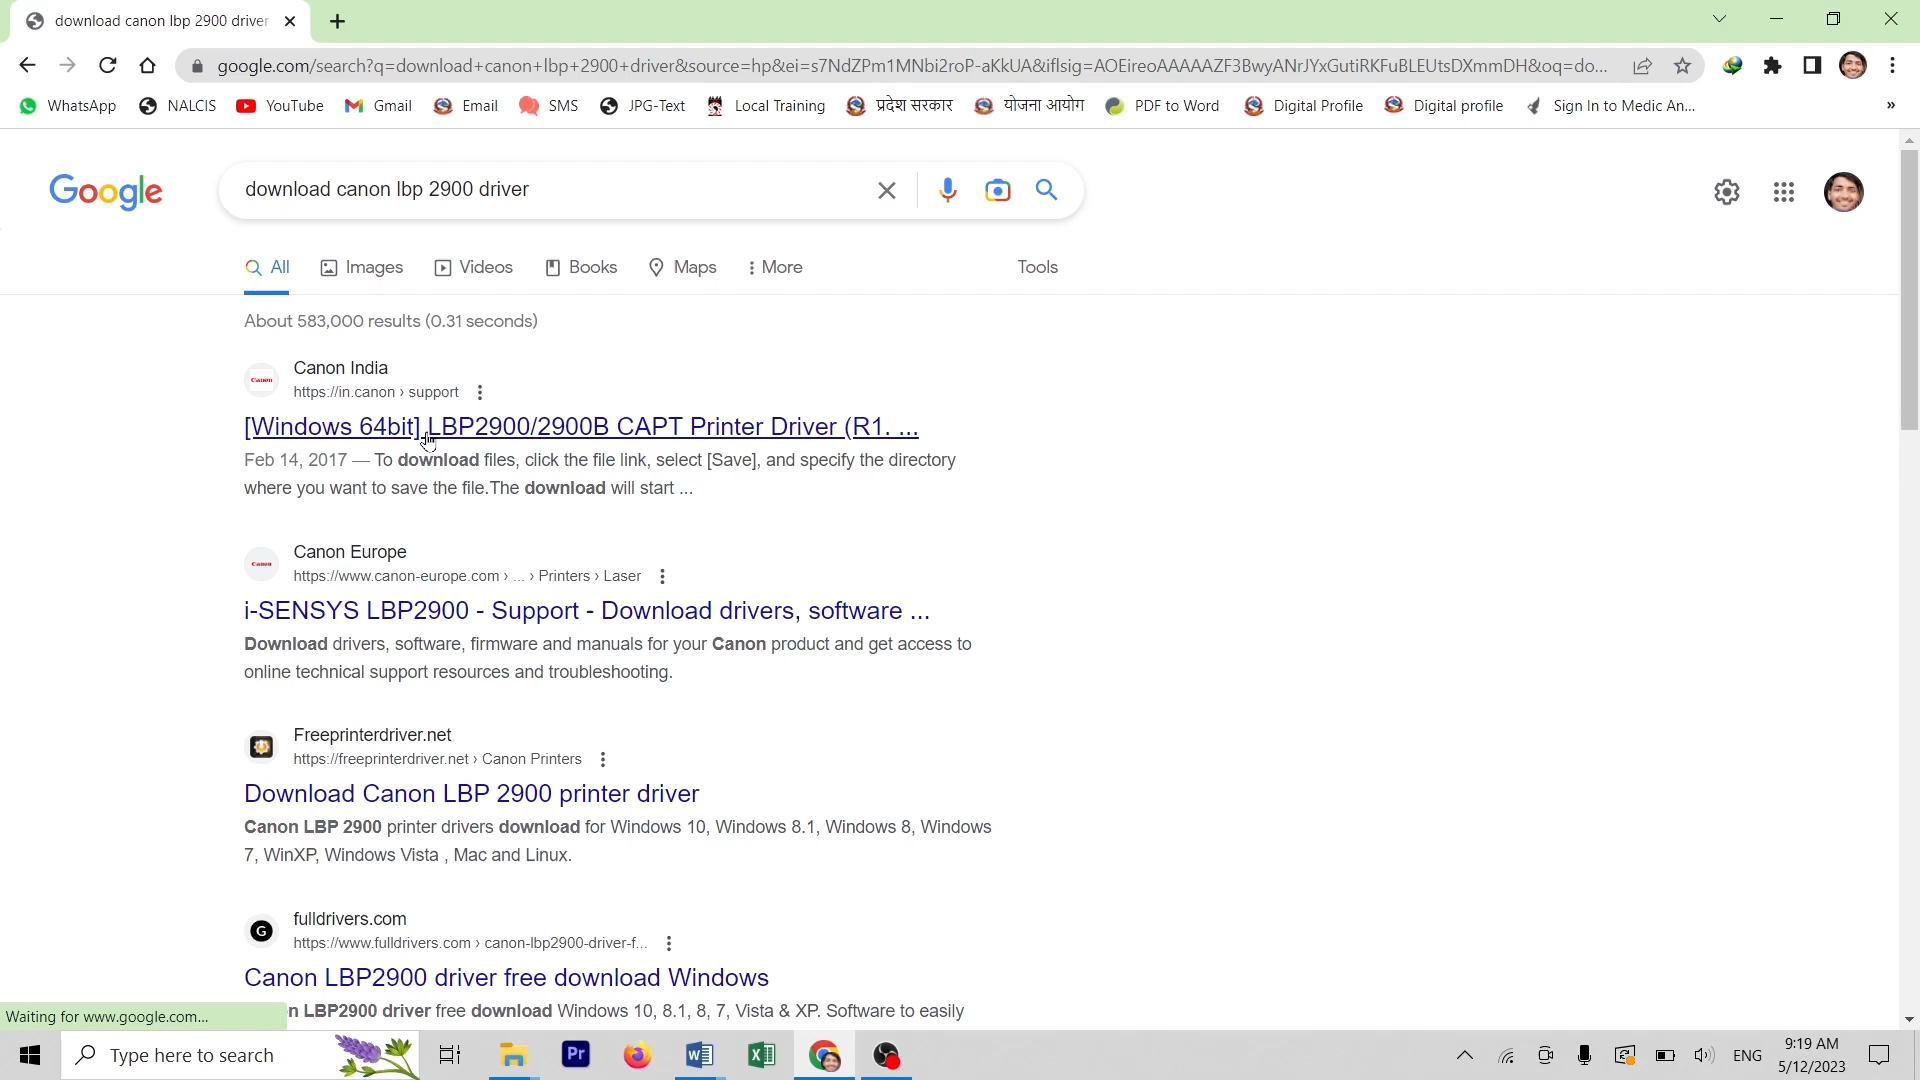 download canon lbp 2900 driver
google.com/search?q=download+canon+lbp+2900+driver&source=hp&ei=s7NdZPm1MNbi2roP-aKkUA&iflsig=AOEireoAAAAAZF3BwyANrJYxGutiRKFuBLEUtsDXmmDH&oq=do...
WhatsApp NALCIS YouTube Gmail Email SMS JPG-Text Local Training प्रदेश सरकार योजना आयोग PDF to Word Digital Profile Digital profile Sign In to Medic An... »
Google download canon lbp 2900 driver
All Images Videos Books Maps More Tools
About 583,000 results (0.31 seconds)
Canon India
Canon https://in.canon › support
[Windows 64bit] LBP2900/2900B CAPT Printer Driver (R1. ...
Feb 14, 2017 — To download files, click the file link, select [Save], and specify the directory
where you want to save the file.The download will start ...
Canon Europe
Canon https://www.canon-europe.com › ... › Printers › Laser
i-SENSYS LBP2900 - Support - Download drivers, software ...
Download drivers, software, firmware and manuals for your Canon product and get access to
online technical support resources and troubleshooting.
Freeprinterdriver.net
https://freeprinterdriver.net › Canon Printers
Download Canon LBP 2900 printer driver
Canon LBP 2900 printer drivers download for Windows 10, Windows 8.1, Windows 8, Windows
7, WinXP, Windows Vista , Mac and Linux.
fulldrivers.com
G https://www.fulldrivers.com › canon-lbp2900-driver-f...
Canon LBP2900 driver free download Windows
n LBP2900 driver free download Windows 10, 8.1, 8, 7, Vista & XP. Software to easily
Waiting for www.google.com...
Type here to search Pr ENG 9:19 AM
5/12/2023